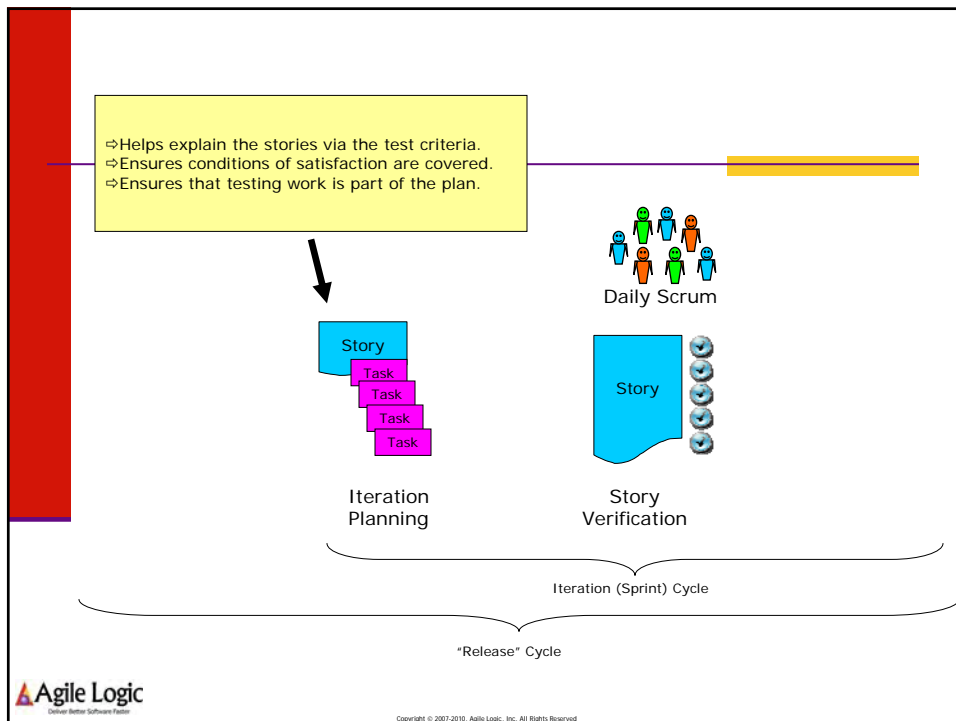 ⇨Helps explain the stories via the test criteria.
⇨Ensures conditions of satisfaction are covered.
⇨Ensures that testing work is part of the plan.
Daily Scrum
Story
Task
Task
Task
Task
Story
Iteration
Planning
Story
Verification
Iteration (Sprint) Cycle
"Release" Cycle
Agile Logic
Deliver Better Software Faster
Copyright © 2007-2010, Agile Logic, Inc. All Rights Reserved